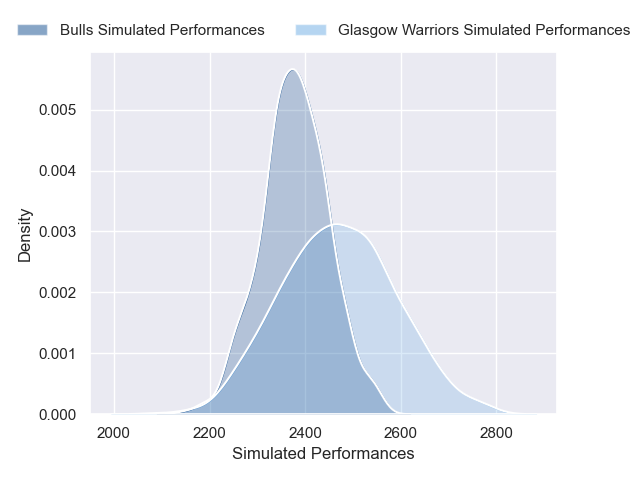 Bulls Simulated Performances
Glasgow Warriors Simulated Performances
Density
0.005
0.004
0.003
0.002
0.001
0.000
2000 2200 2400 2600 2800
Simulated Performances